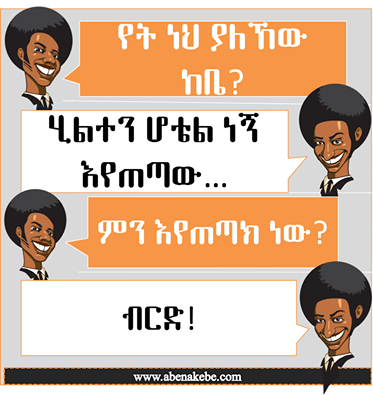 የት ነህ ያለኸው
ከቤ?
ሂልተን ሆቴል ነኝ
እየጠጣው...
ምን እየጠጣክ ነው?
ብርድ!
www.abenakebe.com